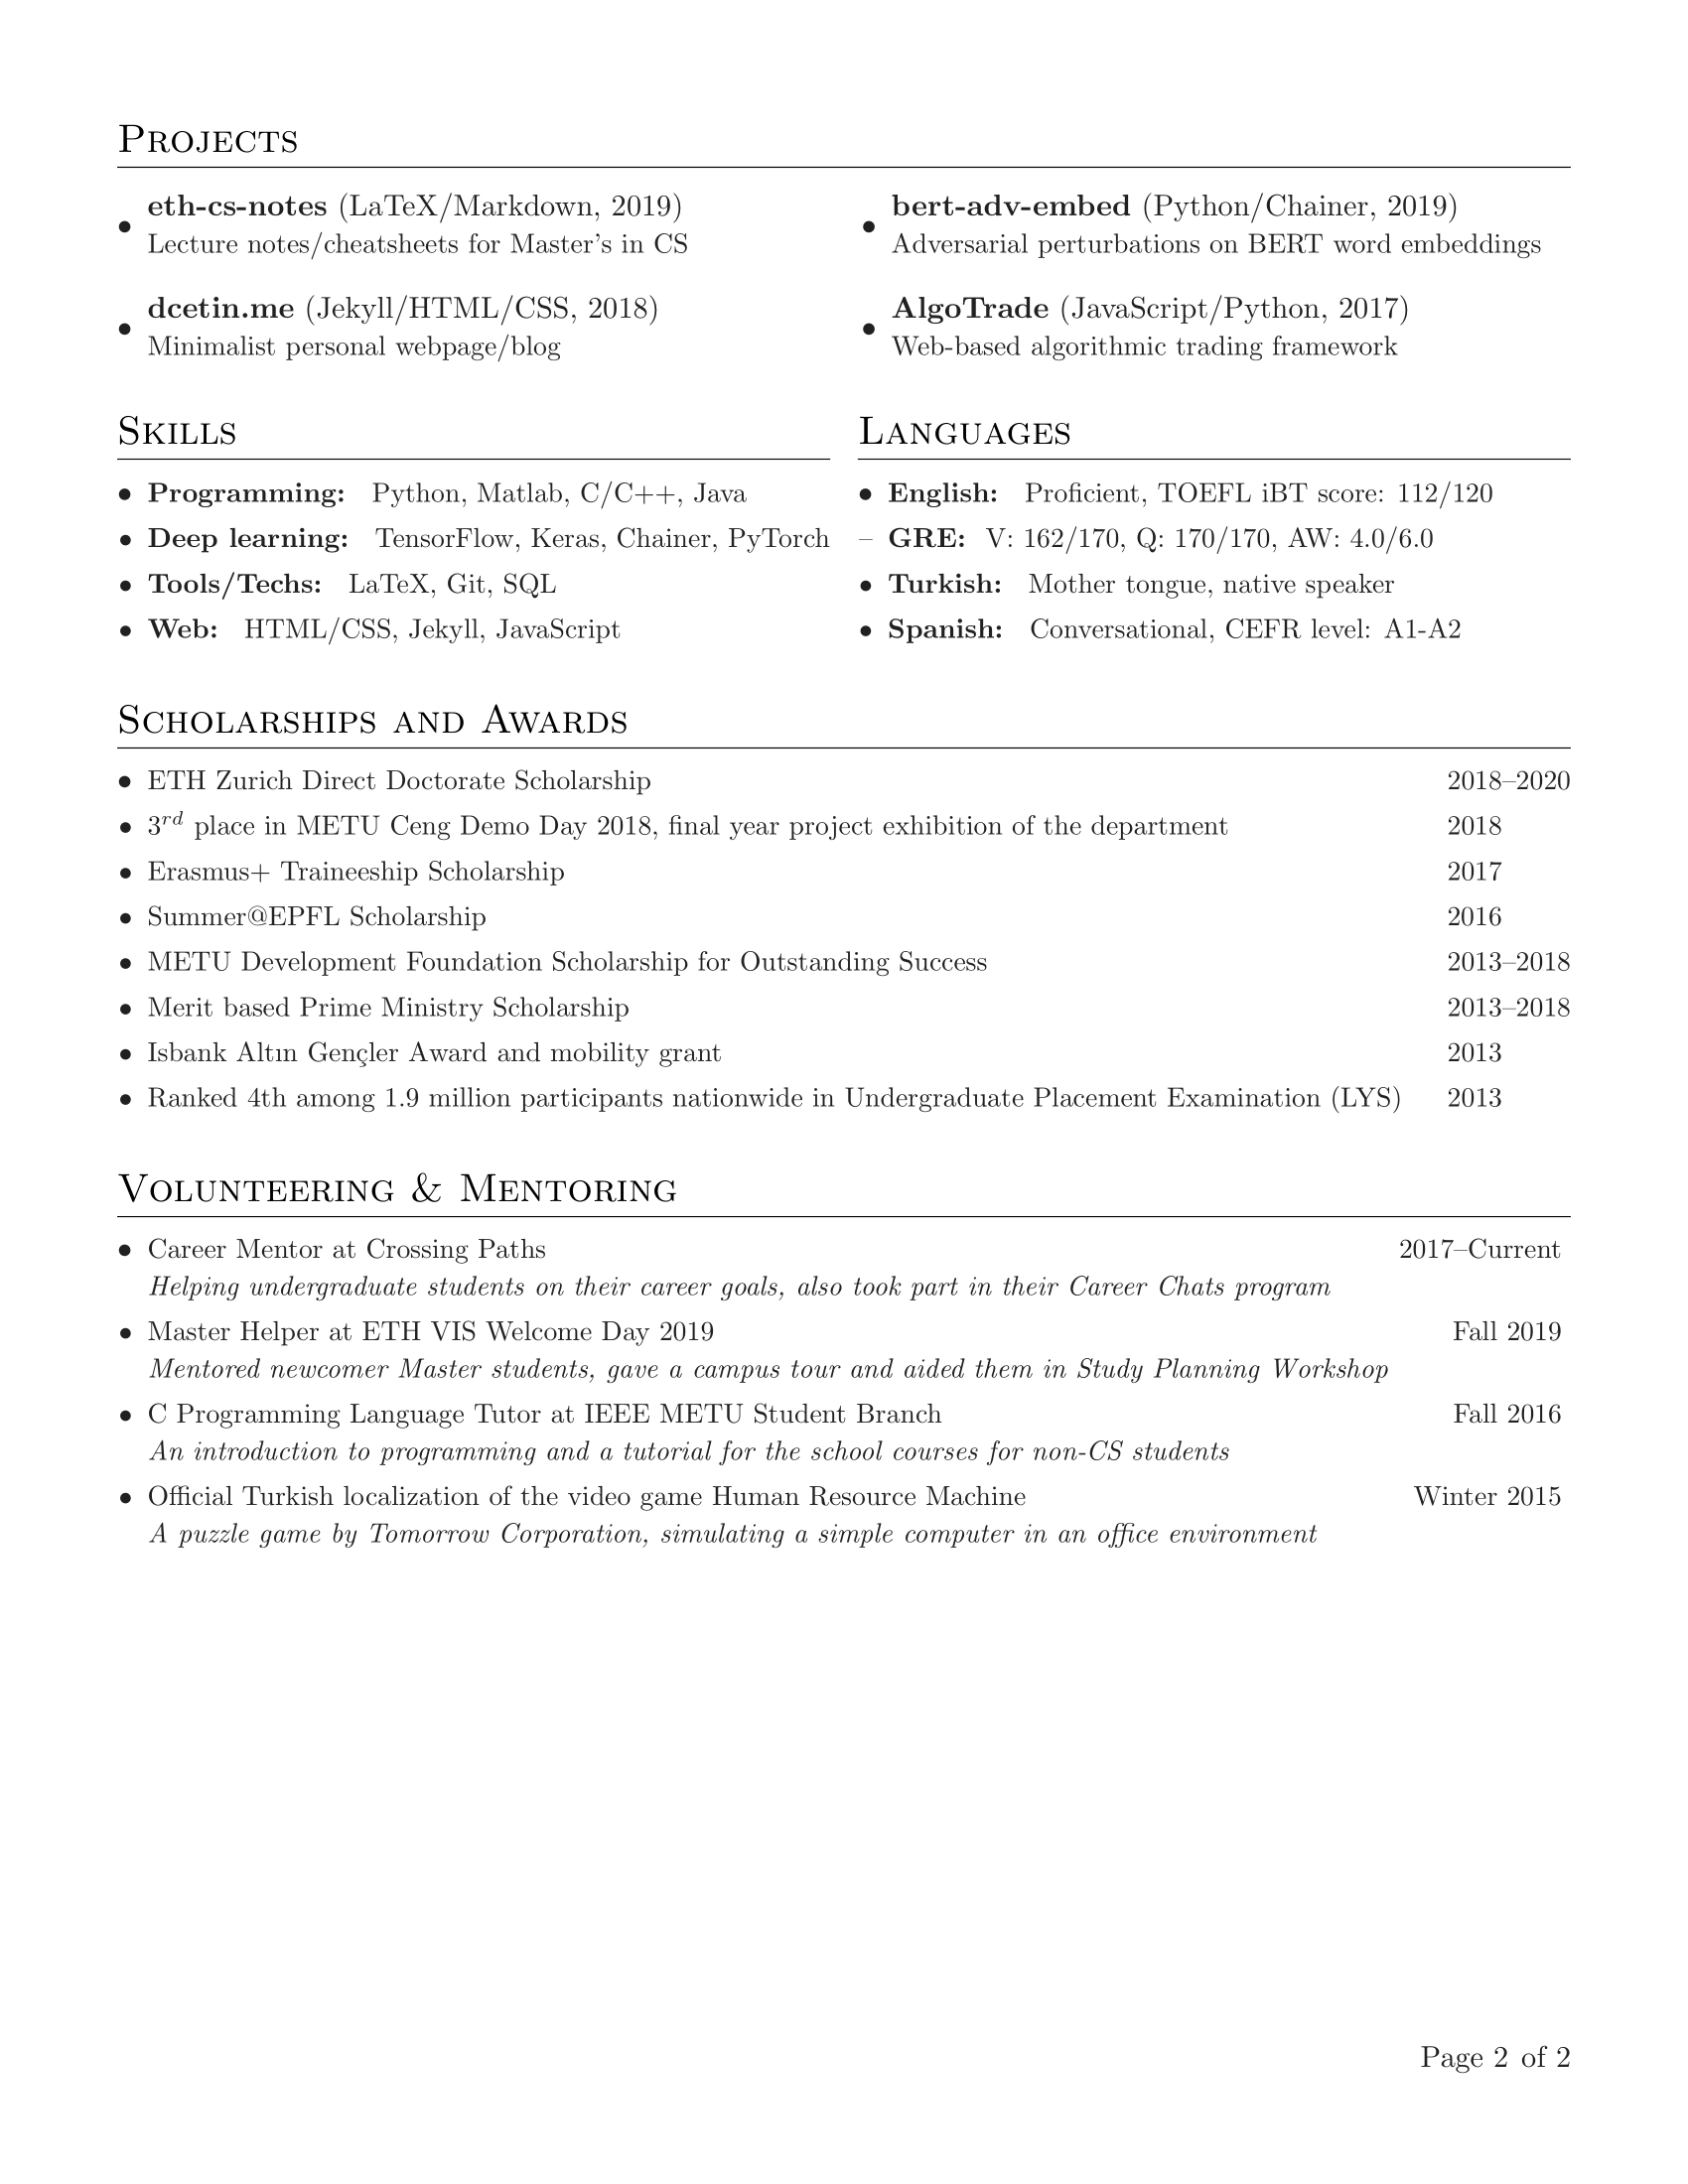 Projects
• eth-cs-notes (LaTeX/Markdown, 2019)
Lecture notes/cheatsheets for Master's in CS
• bert-adv-embed (Python/Chainer, 2019)
Adversarial perturbations on BERT word embeddings
• dcetin.me (Jekyll/HTML/CSS, 2018)
Minimalist personal webpage/blog
• AlgoTrade (JavaScript/Python, 2017)
Web-based algorithmic trading framework
Skills
• Programming: Python, Matlab, C/C++, Java
• Deep learning: TensorFlow, Keras, Chainer, PyTorch
• Tools/Techs: LaTeX, Git, SQL
• Web: HTML/CSS, Jekyll, JavaScript
Languages
• English: Proficient, TOEFL iBT score: 112/120
– GRE: V: 162/170, Q: 170/170, AW: 4.0/6.0
• Turkish: Mother tongue, native speaker
• Spanish: Conversational, CEFR level: A1-A2
Scholarships and Awards
• ETH Zurich Direct Doctorate Scholarship 2018–2020
• 3rd place in METU Ceng Demo Day 2018, final year project exhibition of the department 2018
• Erasmus+ Traineeship Scholarship 2017
• Summer@EPFL Scholarship 2016
• METU Development Foundation Scholarship for Outstanding Success 2013–2018
• Merit based Prime Ministry Scholarship 2013–2018
• Isbank Altın Gençler Award and mobility grant 2013
• Ranked 4th among 1.9 million participants nationwide in Undergraduate Placement Examination (LYS) 2013
Volunteering & Mentoring
• Career Mentor at Crossing Paths 2017–Current
Helping undergraduate students on their career goals, also took part in their Career Chats program
• Master Helper at ETH VIS Welcome Day 2019 Fall 2019
Mentored newcomer Master students, gave a campus tour and aided them in Study Planning Workshop
• C Programming Language Tutor at IEEE METU Student Branch Fall 2016
An introduction to programming and a tutorial for the school courses for non-CS students
• Official Turkish localization of the video game Human Resource Machine Winter 2015
A puzzle game by Tomorrow Corporation, simulating a simple computer in an office environment
Page 2 of 2